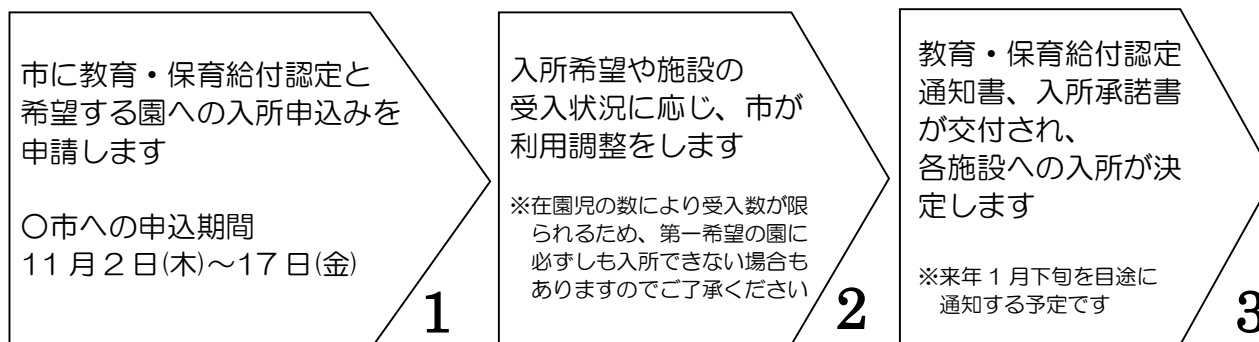 市に教育・保育給付認定と
希望する園への入所申込みを
申請します
〇市への申込期間
11月2日(木)～17日(金)
1
入所希望や施設の
受入状況に応じ、市が
利用調整をします
※在園児の数により受入数が限
られるため、第一希望の園に
必ずしも入所できない場合も
ありますのでご了承ください
2
教育・保育給付認定
通知書、入所承諾書
が交付され、
各施設への入所が決
定します
※来年1月下旬を目途に
通知する予定です
3